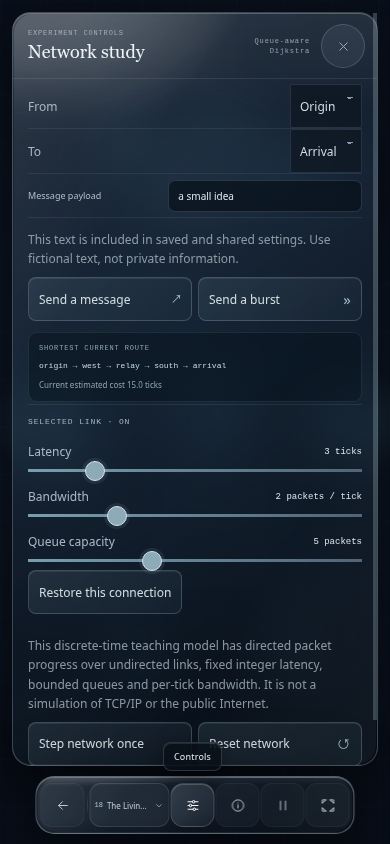 EXPERIMENT CONTROLS
Network study
Queue-aware
Dijkstra
From
Origin
To
Arrival
Message payload
a small idea
This text is included in saved and shared settings. Use
fictional text, not private information.
Send a message ↗
Send a burst »
SHORTEST CURRENT ROUTE
origin → west → relay → south → arrival
Current estimated cost 15.0 ticks
SELECTED LINK · ON
Latency
3 ticks
Bandwidth
2 packets / tick
Queue capacity
5 packets
Restore this connection
This discrete-time teaching model has directed packet
progress over undirected links, fixed integer latency,
bounded queues and per-tick bandwidth. It is not a
simulation of TCP/IP or the public Internet.
Step network once
Reset network ↺
Controls
18 The Livin...